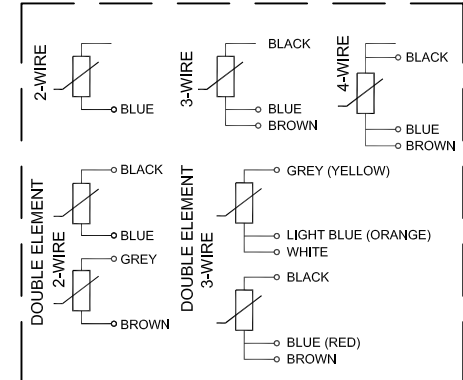 2-WIRE
BLUE
3-WIRE
BLACK
BLUE
BROWN
4-WIRE
BLACK
BLUE
BROWN
DOUBLE ELEMENT
2-WIRE
BLACK
BLUE
GREY
BROWN
DOUBLE ELEMENT
3-WIRE
GREY (YELLOW)
LIGHT BLUE (ORANGE)
WHITE
BLACK
BLUE (RED)
BROWN